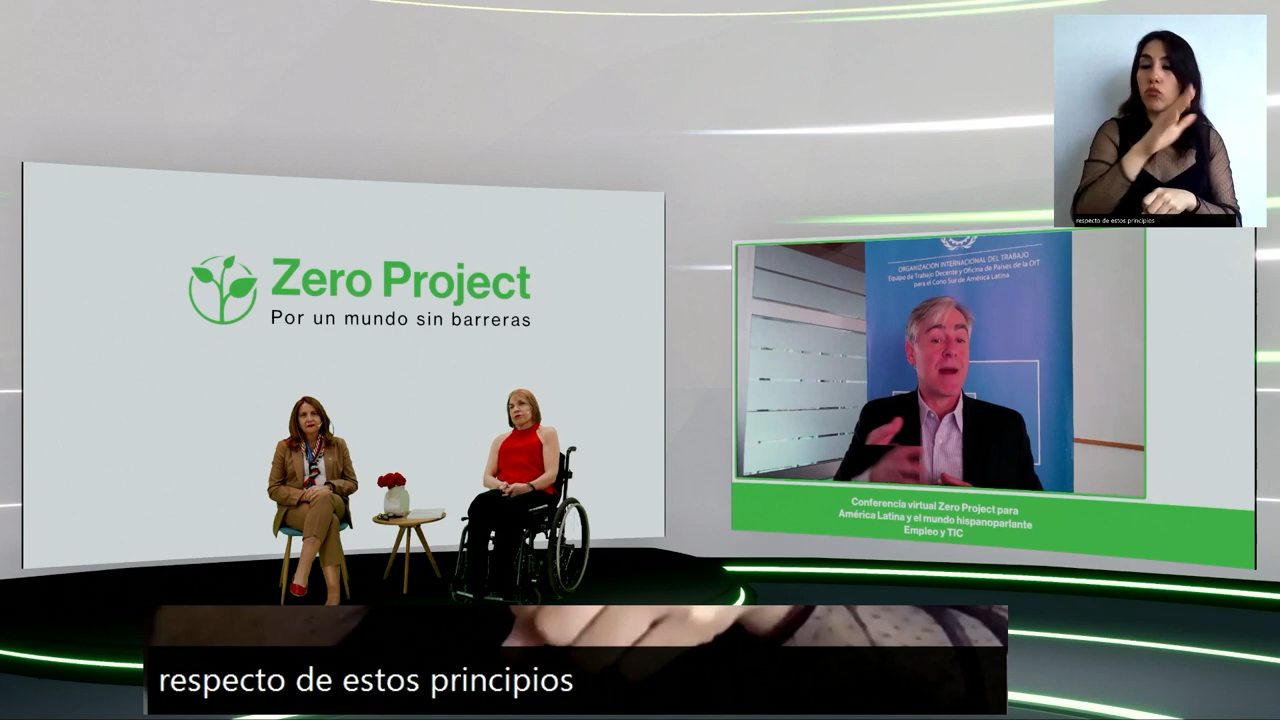 Zero Project
Por un mundo sin barreras
respecto de estos principios
ORGANIZACION INTERNACIONAL DEL TRABAJO
Equipo de Trabajo Decente y Oficina de Países de la OIT
para el Cono Sur de América Latina
Conferencia virtual Zero Project para
América Latina y el mundo hispanoparlante
Empleo y TIC
respecto de estos principios